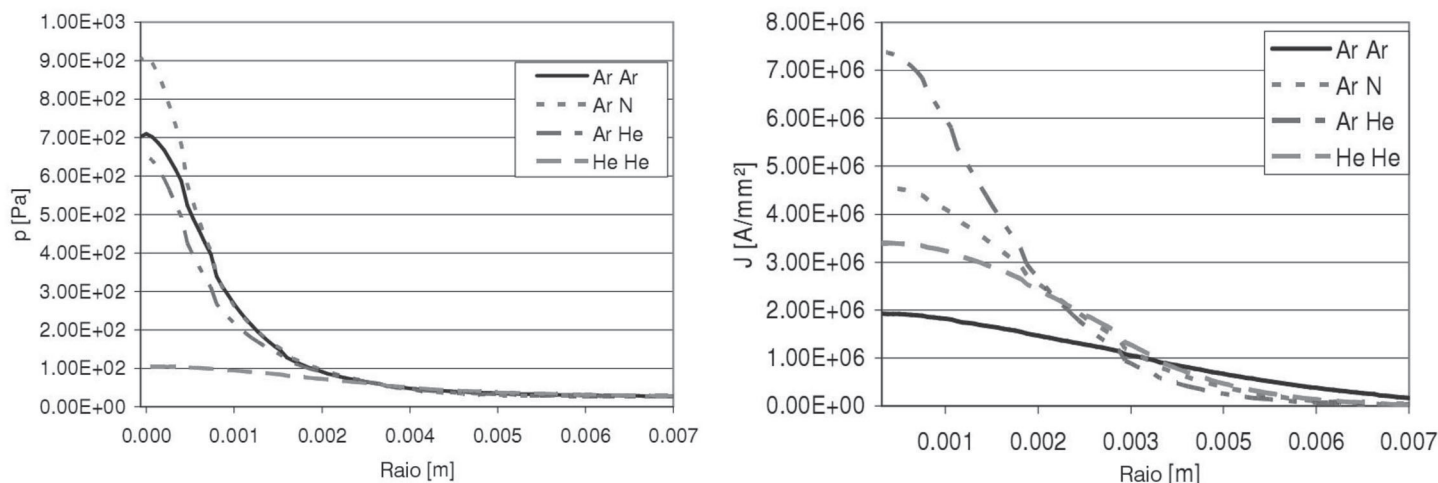 1.00E+03
9.00E+02
8.00E+02
7.00E+02
6.00E+02
5.00E+02
4.00E+02
3.00E+02
2.00E+02
1.00E+02
0.00E+00
p [Pa]
Ar Ar
Ar N
Ar He
He He
0.000 0.001 0.002 0.004 0.005 0.006 0.007
Raio [m]
8.00E+06
7.00E+06
6.00E+06
5.00E+06
4.00E+06
3.00E+06
2.00E+06
1.00E+06
0.00E+00
J [A/mm²]
Ar Ar
Ar N
Ar He
He He
0.001 0.002 0.003 0.005 0.006 0.007
Raio [m]